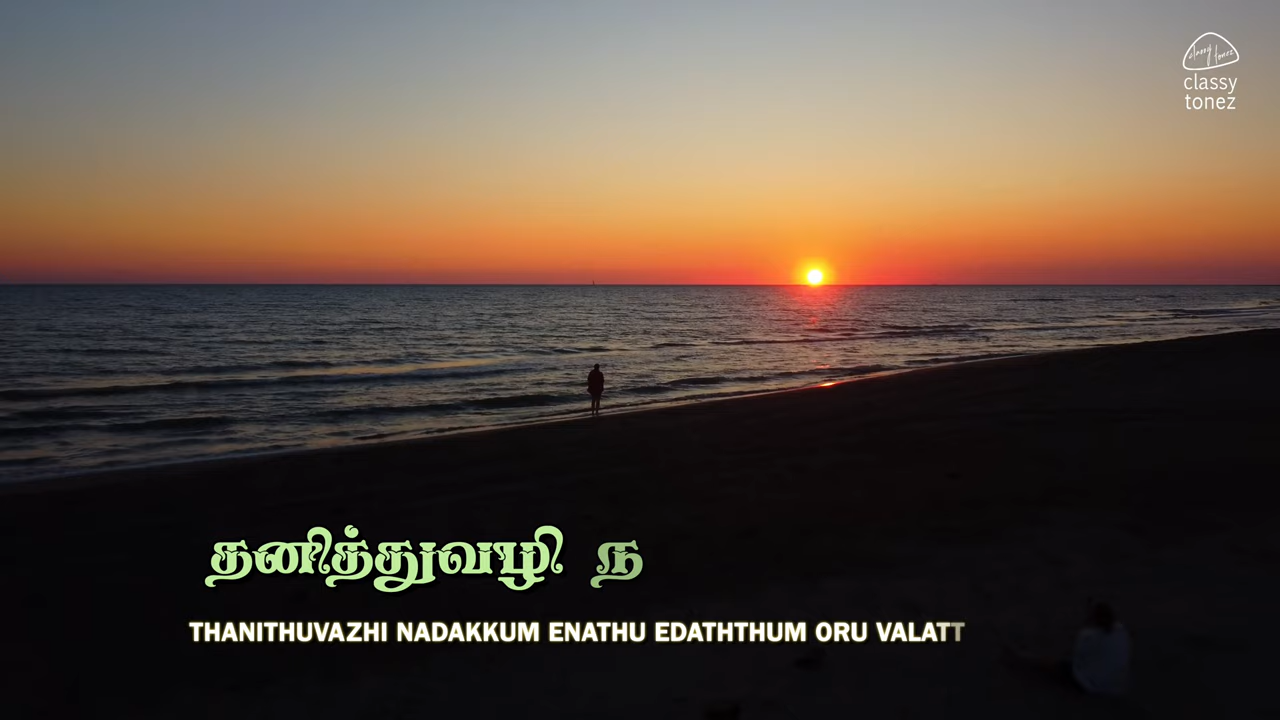 classy tonez
classy
tonez
தனித்துவழி ந
THANITHUVAZHI NADAKKUM ENATHU EDATHTHUM ORU VALATT